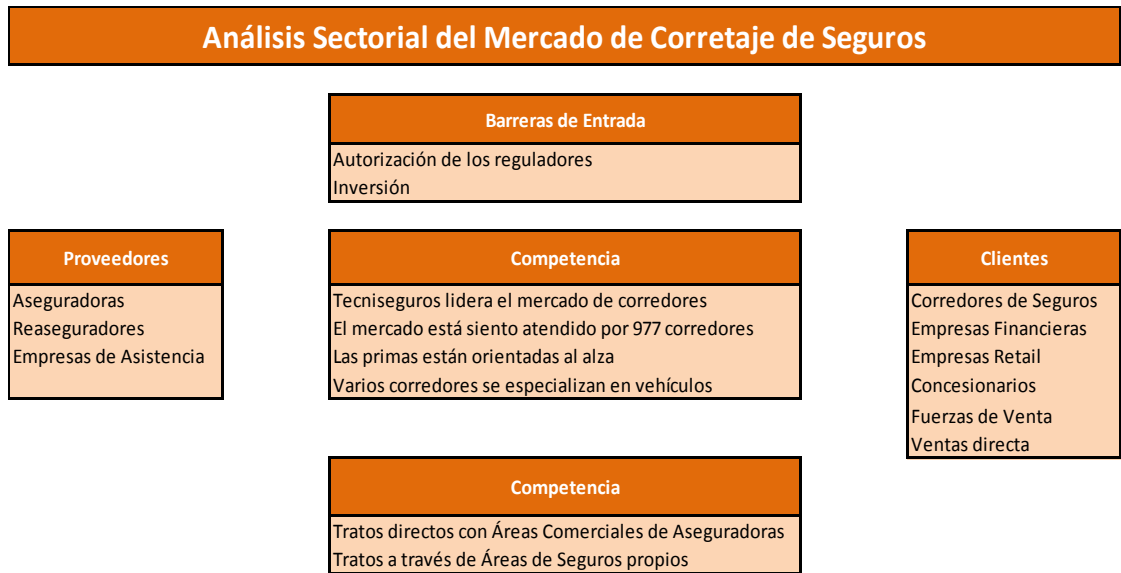 Análisis Sectorial del Mercado de Corretaje de Seguros
Barreras de Entrada
Autorización de los reguladores
Inversión
Proveedores
Aseguradoras
Reaseguradores
Empresas de Asistencia
Competencia
Tecniseguros lidera el mercado de corredores
El mercado está siento atendido por 977 corredores
Las primas están orientadas al alza
Varios corredores se especializan en vehículos
Clientes
Corredores de Seguros
Empresas Financieras
Empresas Retail
Concesionarios
Fuerzas de Venta
Ventas directa
Competencia
Tratos directos con Áreas Comerciales de Aseguradoras
Tratos a través de Áreas de Seguros propios